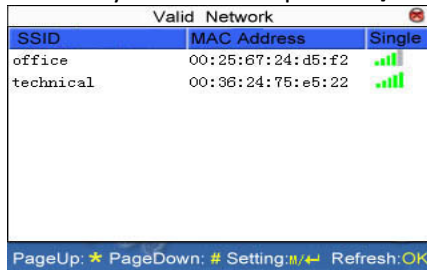 Valid Network
SSID MAC Address Single
office 00:25:67:24:d5:f2
technical 00:36:24:75:e5:22
PageUp: * PageDown: # Setting:M/↵ Refresh:OK